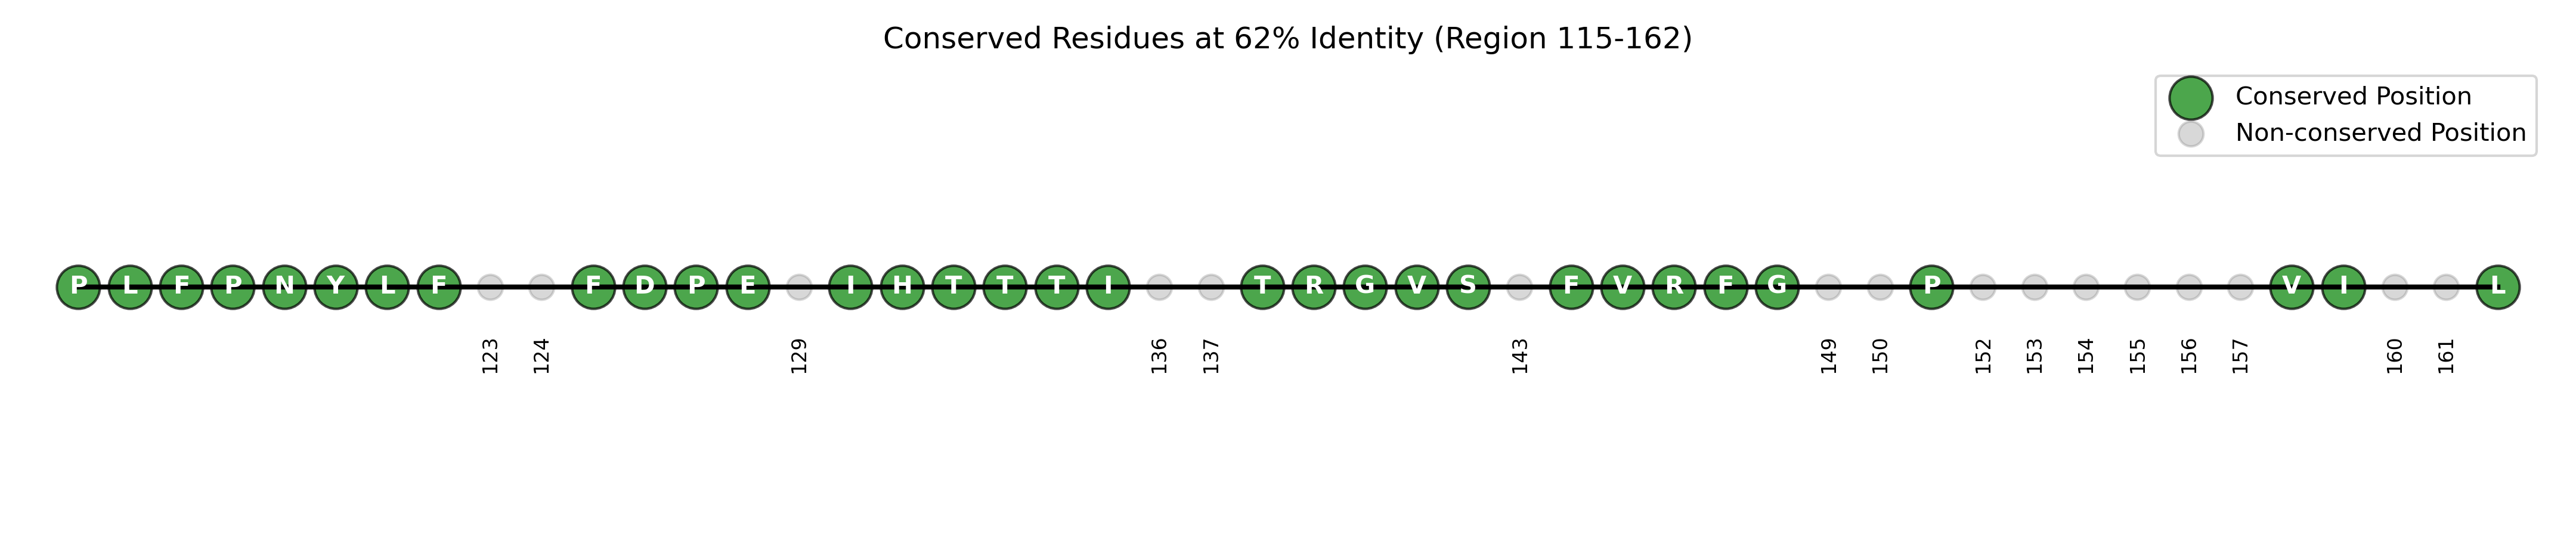 Conserved Residues at 62% Identity (Region 115-162)
Conserved Position
Non-conserved Position
P L F P N Y L F F D P E I H T T T I T R G V S F V R F G P V I L
123 124 129 136 137 143 149 150 152 153 154 155 156 157 160 161